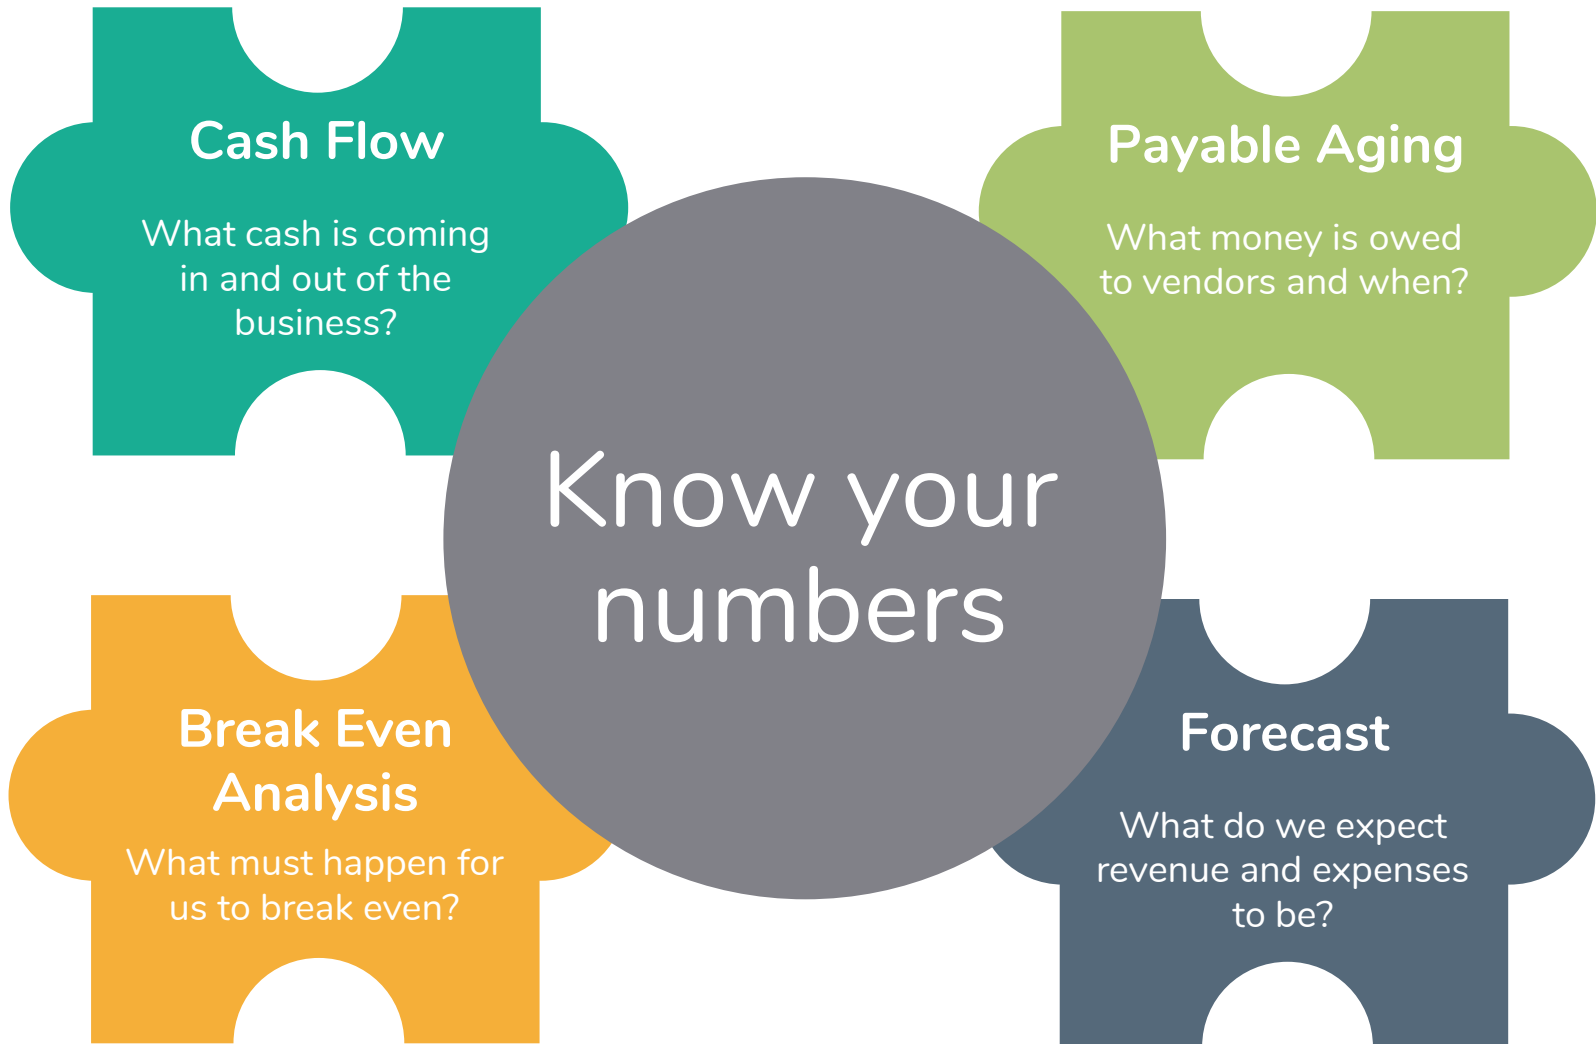 Cash Flow
What cash is coming
in and out of the
business?
Payable Aging
What money is owed
to vendors and when?
Know your
numbers
Break Even
Analysis
What must happen for
us to break even?
Forecast
What do we expect
revenue and expenses
to be?